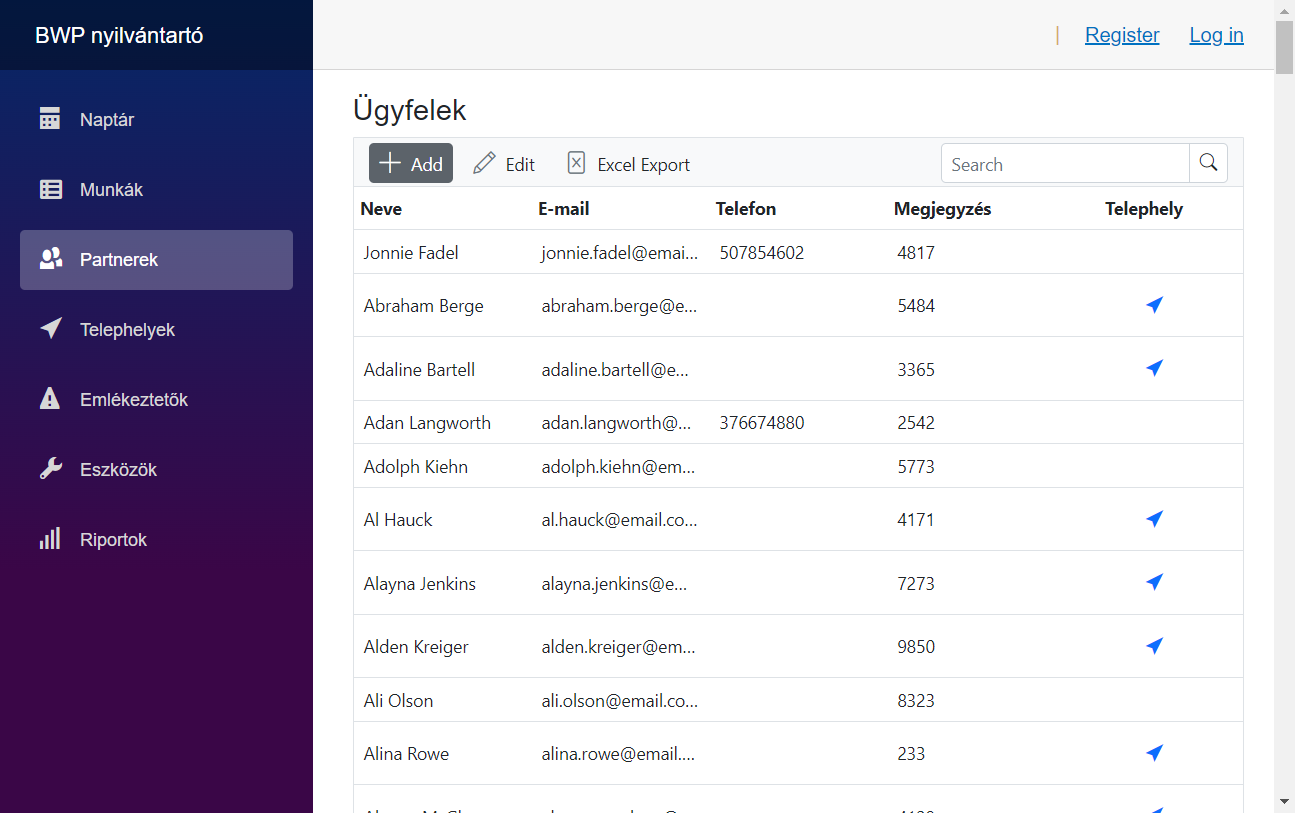 BWP nyilvántartó
| Register Log in
Naptár
Munkák
Partnerek
Telephelyek
Emlékeztetők
Eszközök
Riportok
Ügyfelek
Add Edit Excel Export Search
Neve E-mail Telefon Megjegyzés Telephely
Jonnie Fadel jonnie.fadel@emai... 507854602 4817
Abraham Berge abraham.berge@e... 5484
Adaline Bartell adaline.bartell@e... 3365
Adan Langworth adan.langworth@... 376674880 2542
Adolph Kiehn adolph.kiehn@em... 5773
Al Hauck al.hauck@email.co... 4171
Alayna Jenkins alayna.jenkins@e... 7273
Alden Kreiger alden.kreiger@em... 9850
Ali Olson ali.olson@email.co... 8323
Alina Rowe alina.rowe@email.... 233